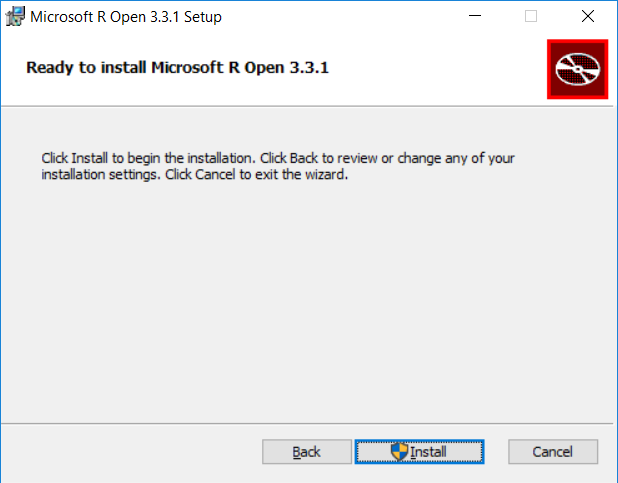 Microsoft R Open 3.3.1 Setup
Ready to install Microsoft R Open 3.3.1
Click Install to begin the installation. Click Back to review or change any of your
installation settings. Click Cancel to exit the wizard.
Back Install Cancel